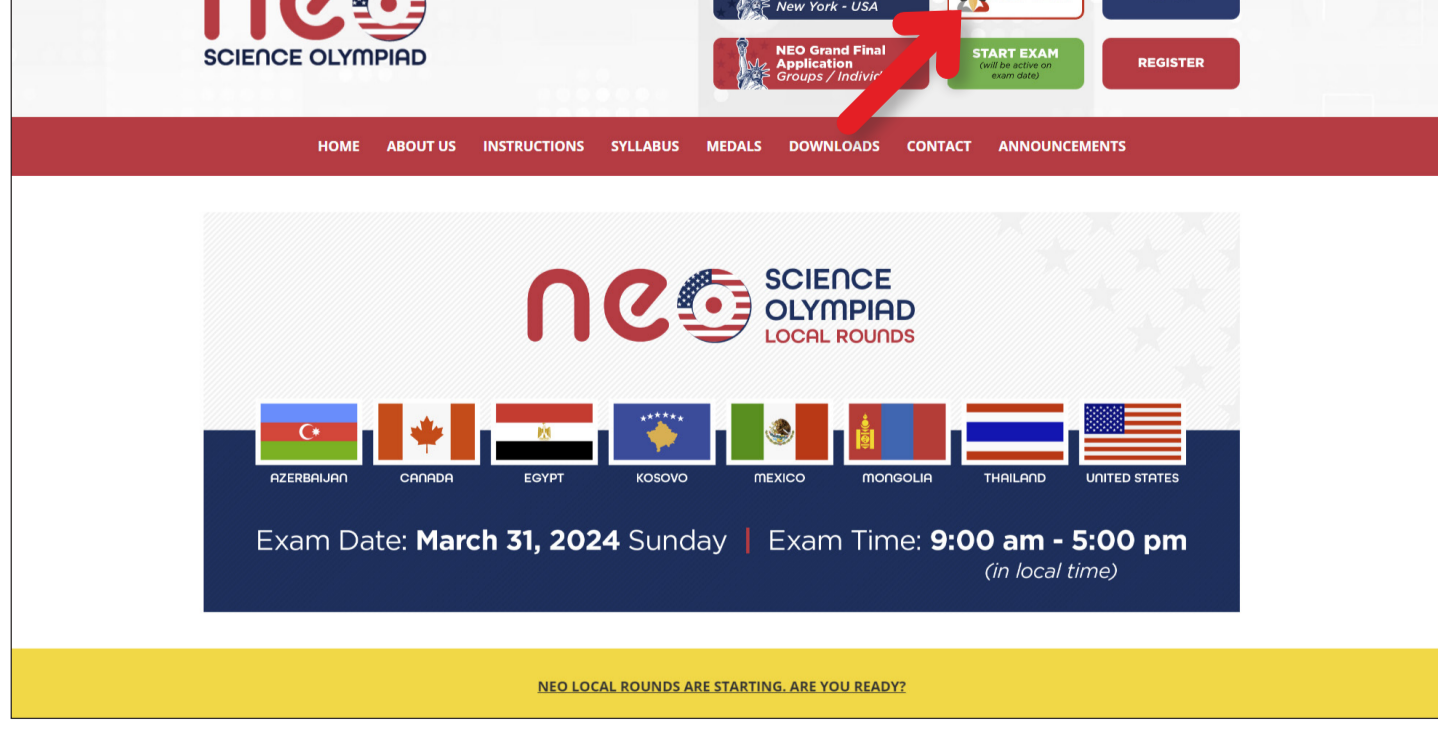 neo
New York - USA
SCIENCE OLYMPIAD
NEO Grand Final
Application
Groups /
START EXAM
(will be active on
exam date)
REGISTER
HOME ABOUT US INSTRUCTIONS SYLLABUS MEDALS DOWNLOADS CONTACT ANNOUNCEMENTS
neo SCIENCE
OLYMPIAD
LOCAL ROUNDS
AZERBAIJAN CANADA EGYPT KOSOVO MEXICO MONGOLIA THAILAND UNITED STATES
Exam Date: March 31, 2024 Sunday | Exam Time: 9:00 am - 5:00 pm
(in local time)
NEO LOCAL ROUNDS ARE STARTING. ARE YOU READY?